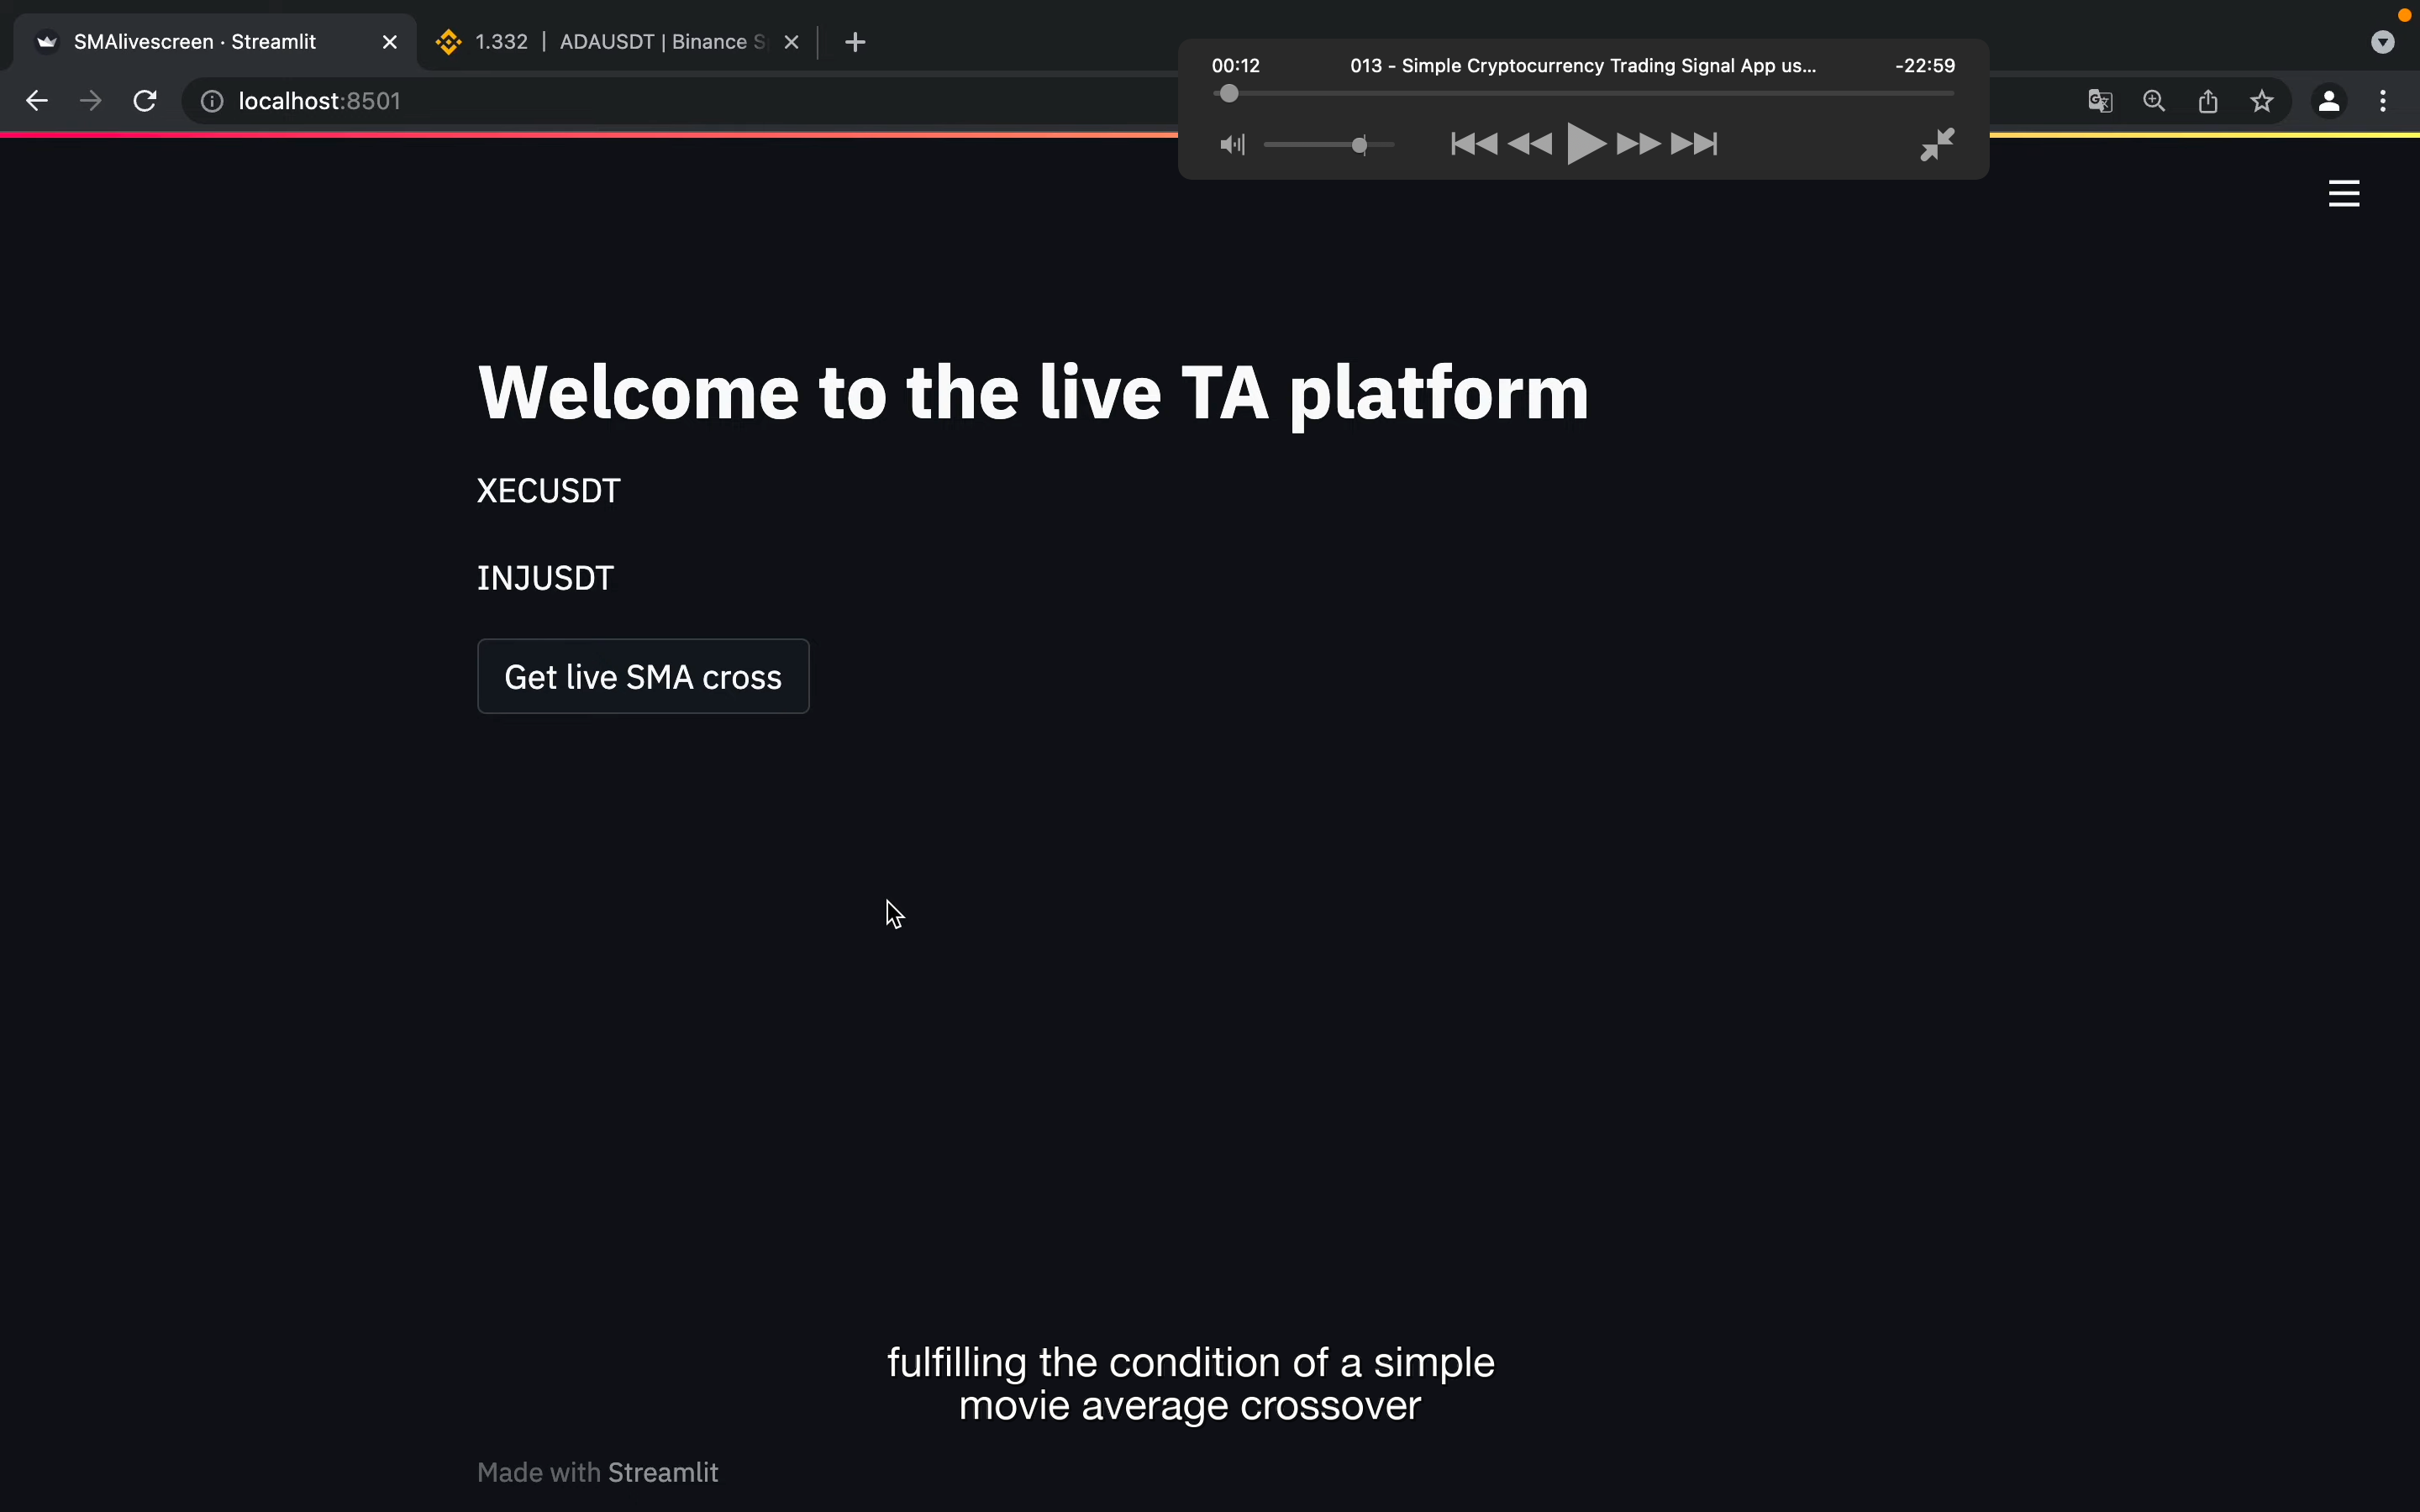 SMAlivescreen · Streamlit
1.332 | ADAUSDT | Binance
00:12
013 - Simple Cryptocurrency Trading Signal App us...
-22:59
localhost:8501
Welcome to the live TA platform
XECUSDT
INJUSDT
Get live SMA cross
fulfilling the condition of a simple
movie average crossover
Made with Streamlit